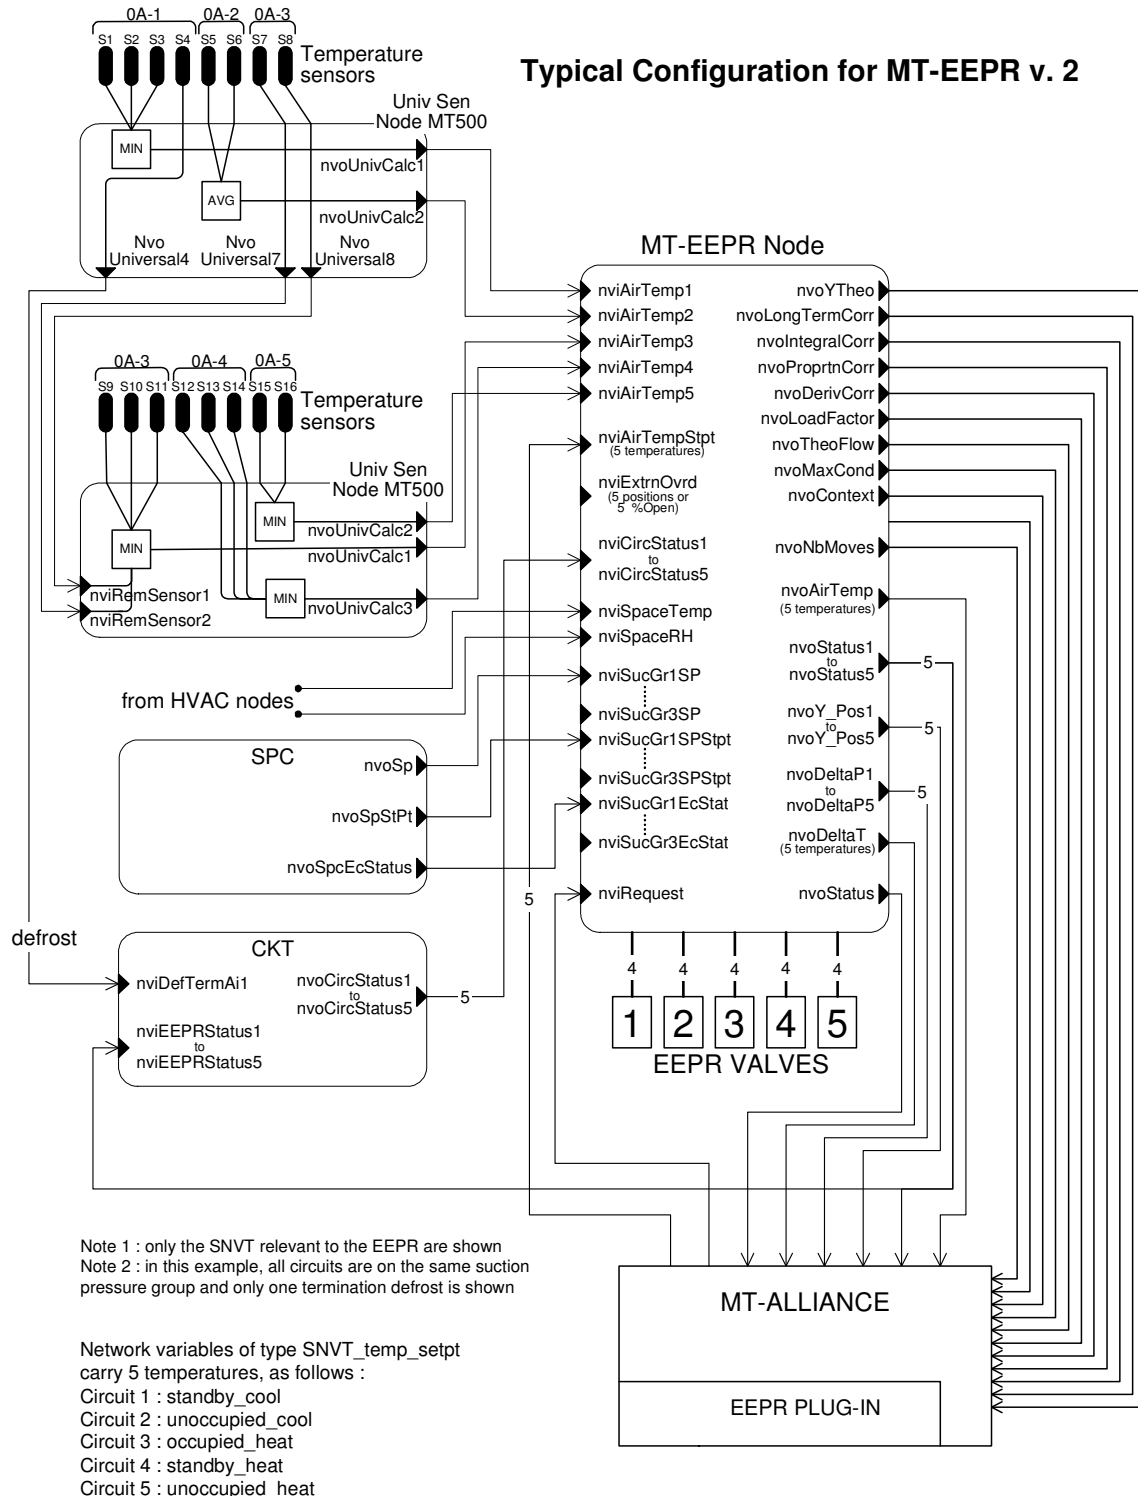 Typical Configuration for MT-EEPR v. 2
0A-1 0A-2 0A-3
S1 S2 S3 S4 S5 S6 S7 S8
Temperature
sensors
Univ Sen
Node MT500
MIN
nvoUnivCalc1
AVG
nvoUnivCalc2
Nvo
Universal4
Nvo
Universal7
Nvo
Universal8
0A-3 0A-4 0A-5
S9 S10 S11 S12 S13 S14 S15 S16
Temperature
sensors
Univ Sen
Node MT500
MIN
nvoUnivCalc2
MIN
nvoUnivCalc1
nviRemSensor1
MIN
nvoUnivCalc3
nviRemSensor2
from HVAC nodes
SPC
nvoSp
nvoSpStPt
nvoSpcEcStatus
defrost
CKT
nviDefTermAi1
nvoCircStatus1
to
nvoCircStatus5
5
nviEEPRStatus1
to
nviEEPRStatus5
MT-EEPR Node
nviAirTemp1
nviAirTemp2
nviAirTemp3
nviAirTemp4
nviAirTemp5
nviAirTempStpt
(5 temperatures)
nviExtrnOvrd
(5 positions or
5 %Open)
nviCircStatus1
to
nviCircStatus5
nviSpaceTemp
nviSpaceRH
nviSucGr1SP
nviSucGr3SP
nviSucGr1SPStpt
nviSucGr3SPStpt
nviSucGr1EcStat
nviSucGr3EcStat
nviRequest
5
nvoYTheo
nvoLongTermCorr
nvoIntegralCorr
nvoProprtnCorr
nvoDerivCorr
nvoLoadFactor
nvoTheoFlow
nvoMaxCond
nvoContext
nvoNbMoves
nvoAirTemp
(5 temperatures)
nvoStatus1
to
nvoStatus5
5
nvoY_Pos1
to
nvoY_Pos5
5
nvoDeltaP1
to
nvoDeltaP5
5
nvoDeltaT
(5 temperatures)
nvoStatus
4 4 4 4 4
1 2 3 4 5
EEPR VALVES
Note 1 : only the SNVT relevant to the EEPR are shown
Note 2 : in this example, all circuits are on the same suction
pressure group and only one termination defrost is shown
MT-ALLIANCE
EEPR PLUG-IN
Network variables of type SNVT_temp_setpt
carry 5 temperatures, as follows :
Circuit 1 : standby_cool
Circuit 2 : unoccupied_cool
Circuit 3 : occupied_heat
Circuit 4 : standby_heat
Circuit 5 : unoccupied_heat